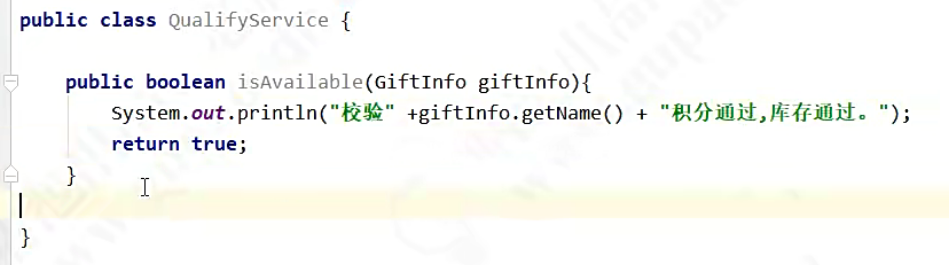 public class QualifyService {
public boolean isAvailable(GiftInfo giftInfo){
System.out.println("校验" +giftInfo.getName() + "积分通过,库存通过。");
return true;
}
}